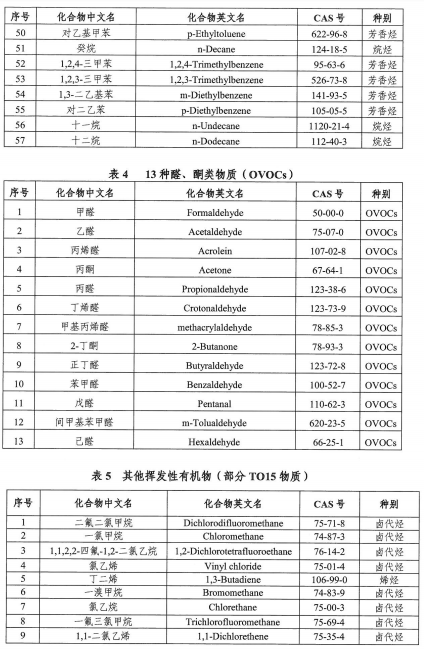 序号 化合物中文名 化合物英文名 CAS 号 种别
50 对乙基甲苯 p-Ethyltoluene 622-96-8 芳香烃
51 癸烷 n-Decane 124-18-5 烷烃
52 1,2,4-三甲苯 1,2,4-Trimethylbenzene 95-63-6 芳香烃
53 1,2,3-三甲苯 1,2,3-Trimethylbenzene 526-73-8 芳香烃
54 1,3-二乙基苯 m-Diethylbenzene 141-93-5 芳香烃
55 对二乙苯 p-Diethylbenzene 105-05-5 芳香烃
56 十一烷 n-Undecane 1120-21-4 烷烃
57 十二烷 n-Dodecane 112-40-3 烷烃
表 4 13 种醛、酮类物质（OVOCs）
序号 化合物中文名 化合物英文名 CAS 号 种别
1 甲醛 Formaldehyde 50-00-0 OVOCs
2 乙醛 Acetaldehyde 75-07-0 OVOCs
3 丙烯醛 Acrolein 107-02-8 OVOCs
4 丙酮 Acetone 67-64-1 OVOCs
5 丙醛 Propionaldehyde 123-38-6 OVOCs
6 丁烯醛 Crotonaldehyde 123-73-9 OVOCs
7 甲基丙烯醛 methacrylaldehyde 78-85-3 OVOCs
8 2-丁酮 2-Butanone 78-93-3 OVOCs
9 正丁醛 Butyraldehyde 123-72-8 OVOCs
10 苯甲醛 Benzaldehyde 100-52-7 OVOCs
11 戊醛 Pentanal 110-62-3 OVOCs
12 间甲基苯甲醛 m-Tolualdehyde 620-23-5 OVOCs
13 己醛 Hexaldehyde 66-25-1 OVOCs
表 5 其他挥发性有机物（部分 TO15 物质）
序号 化合物中文名 化合物英文名 CAS 号 种别
1 二氟二氯甲烷 Dichlorodifluoromethane 75-71-8 卤代烃
2 一氯甲烷 Chloromethane 74-87-3 卤代烃
3 1,1,2,2-四氟-1,2-二氯乙烷 1,2-Dichlorotetrafluoroethane 76-14-2 卤代烃
4 氯乙烯 Vinyl chloride 75-01-4 卤代烃
5 丁二烯 1,3-Butadiene 106-99-0 烯烃
6 一溴甲烷 Bromomethane 74-83-9 卤代烃
7 氯乙烷 Chlorethane 75-00-3 卤代烃
8 一氟三氯甲烷 Trichlorofluoromethane 75-69-4 卤代烃
9 1,1-二氯乙烯 1,1-Dichlorethene 75-35-4 卤代烃